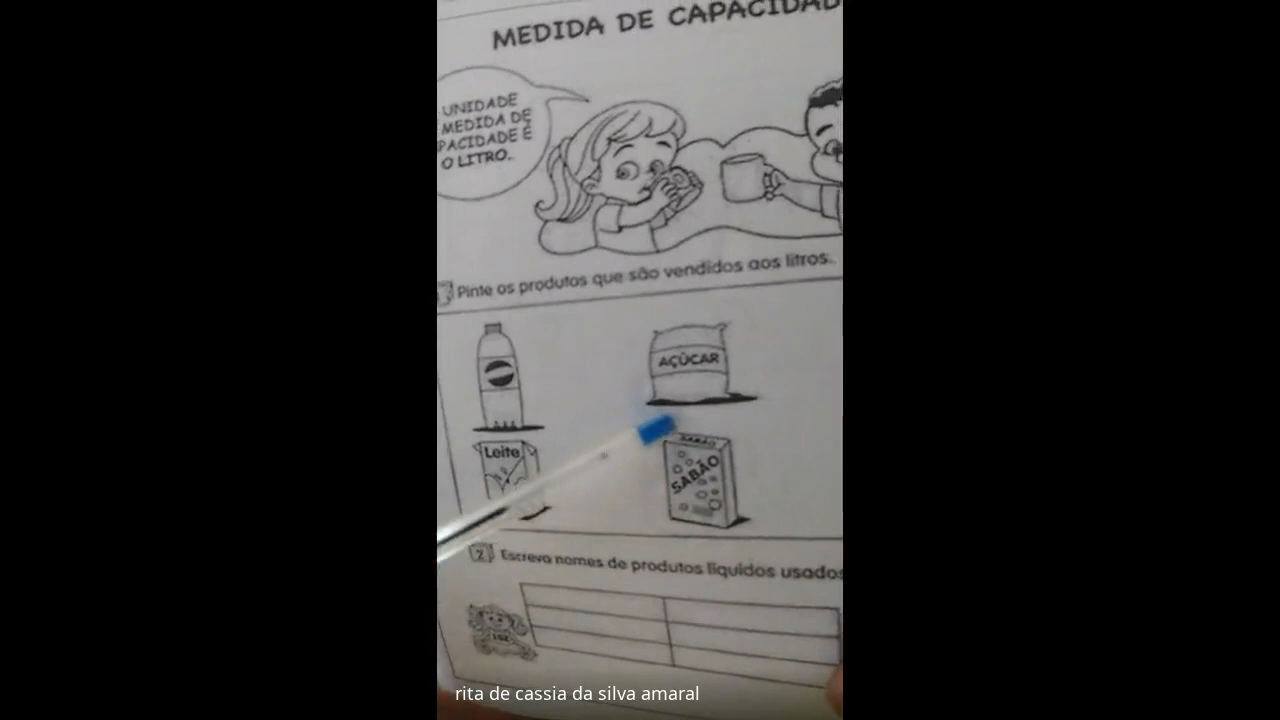 MEDIDA DE CAPACIDAD
UNIDADE
MEDIDA DE
PACIDADE É
O LITRO.
Pinte os produtos que são vendidos aos litros.
AÇÚCAR
Leite
SABÃO
SABÃO
2 Escreva nomes de produtos líquidos usados
rita de cassia da silva amaral